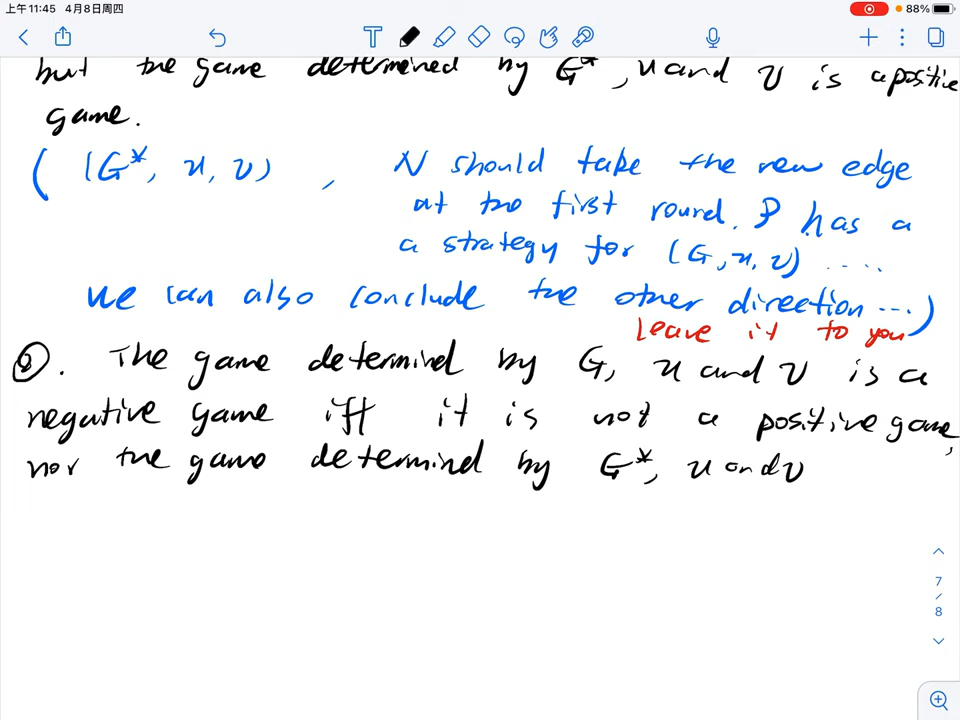 上午11:45 4月8日周四
88%
but the game determined by G*, u and v is a positive
game.
( (G*, u, v) , N should take the new edge
at the first round. P has a
a strategy for (G, u, v) ....
We can also conclude the other direction ... )
leave it to you
②. The game determind by G, u and v is a
negative game iff it is not a positive game,
nor the game determind by G*, u and v
7
/
8